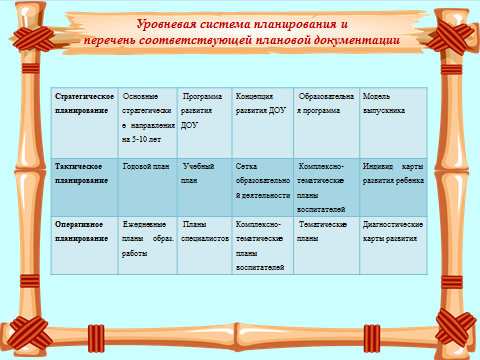 Уровневая система планирования и
перечень соответствующей плановой документации
Стратегическое
планирование
Основные
стратегически
е направления
на 5-10 лет
Программа
развития
ДОУ
Концепция
развития ДОУ
Образовательна
я программа
Модель
выпускника
Тактическое
планирование
Годовой план
Учебный
план
Сетка
образовательно
й деятельности
Комплексно-
тематические
планы
воспитателей
Индивид карты
развития ребенка
Оперативное
планирование
Ежедневные
планы образ.
работы
Планы
специалистов
Комплексно-
тематические
планы
воспитателей
Тематические
планы
Диагностические
карты развития